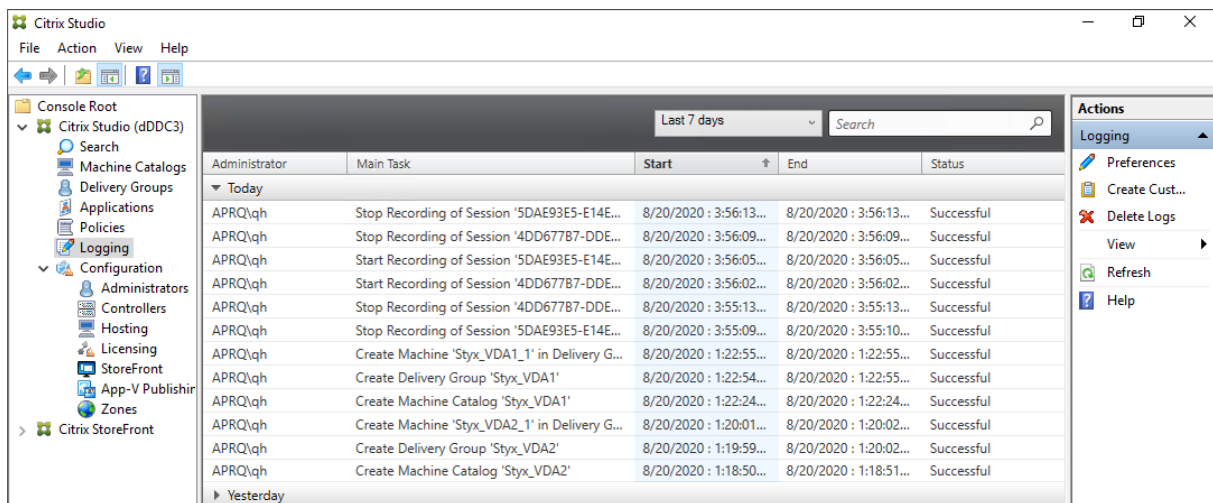 Citrix Studio
File Action View Help
Console Root
Citrix Studio (dDDC3)
Search
Machine Catalogs
Delivery Groups
Applications
Policies
Logging
Configuration
Administrators
Controllers
Hosting
Licensing
StoreFront
App-V Publishin
Zones
Citrix StoreFront
Last 7 days Search
Administrator Main Task Start End Status
Today
APRQ\qh Stop Recording of Session '5DAE93E5-E14E... 8/20/2020 : 3:56:13... 8/20/2020 : 3:56:13... Successful
APRQ\qh Stop Recording of Session '4DD677B7-DDE... 8/20/2020 : 3:56:09... 8/20/2020 : 3:56:09... Successful
APRQ\qh Start Recording of Session '5DAE93E5-E14E... 8/20/2020 : 3:56:05... 8/20/2020 : 3:56:05... Successful
APRQ\qh Start Recording of Session '4DD677B7-DDE... 8/20/2020 : 3:56:02... 8/20/2020 : 3:56:02... Successful
APRQ\qh Stop Recording of Session '4DD677B7-DDE... 8/20/2020 : 3:55:13... 8/20/2020 : 3:55:13... Successful
APRQ\qh Stop Recording of Session '5DAE93E5-E14E... 8/20/2020 : 3:55:09... 8/20/2020 : 3:55:10... Successful
APRQ\qh Create Machine 'Styx_VDA1_1' in Delivery G... 8/20/2020 : 1:22:55... 8/20/2020 : 1:22:55... Successful
APRQ\qh Create Delivery Group 'Styx_VDA1' 8/20/2020 : 1:22:54... 8/20/2020 : 1:22:55... Successful
APRQ\qh Create Machine Catalog 'Styx_VDA1' 8/20/2020 : 1:22:24... 8/20/2020 : 1:22:24... Successful
APRQ\qh Create Machine 'Styx_VDA2_1' in Delivery G... 8/20/2020 : 1:20:01... 8/20/2020 : 1:20:02... Successful
APRQ\qh Create Delivery Group 'Styx_VDA2' 8/20/2020 : 1:19:59... 8/20/2020 : 1:20:02... Successful
APRQ\qh Create Machine Catalog 'Styx_VDA2' 8/20/2020 : 1:18:50... 8/20/2020 : 1:18:51... Successful
Yesterday
Actions
Logging
Preferences
Create Cust...
Delete Logs
View
Refresh
Help